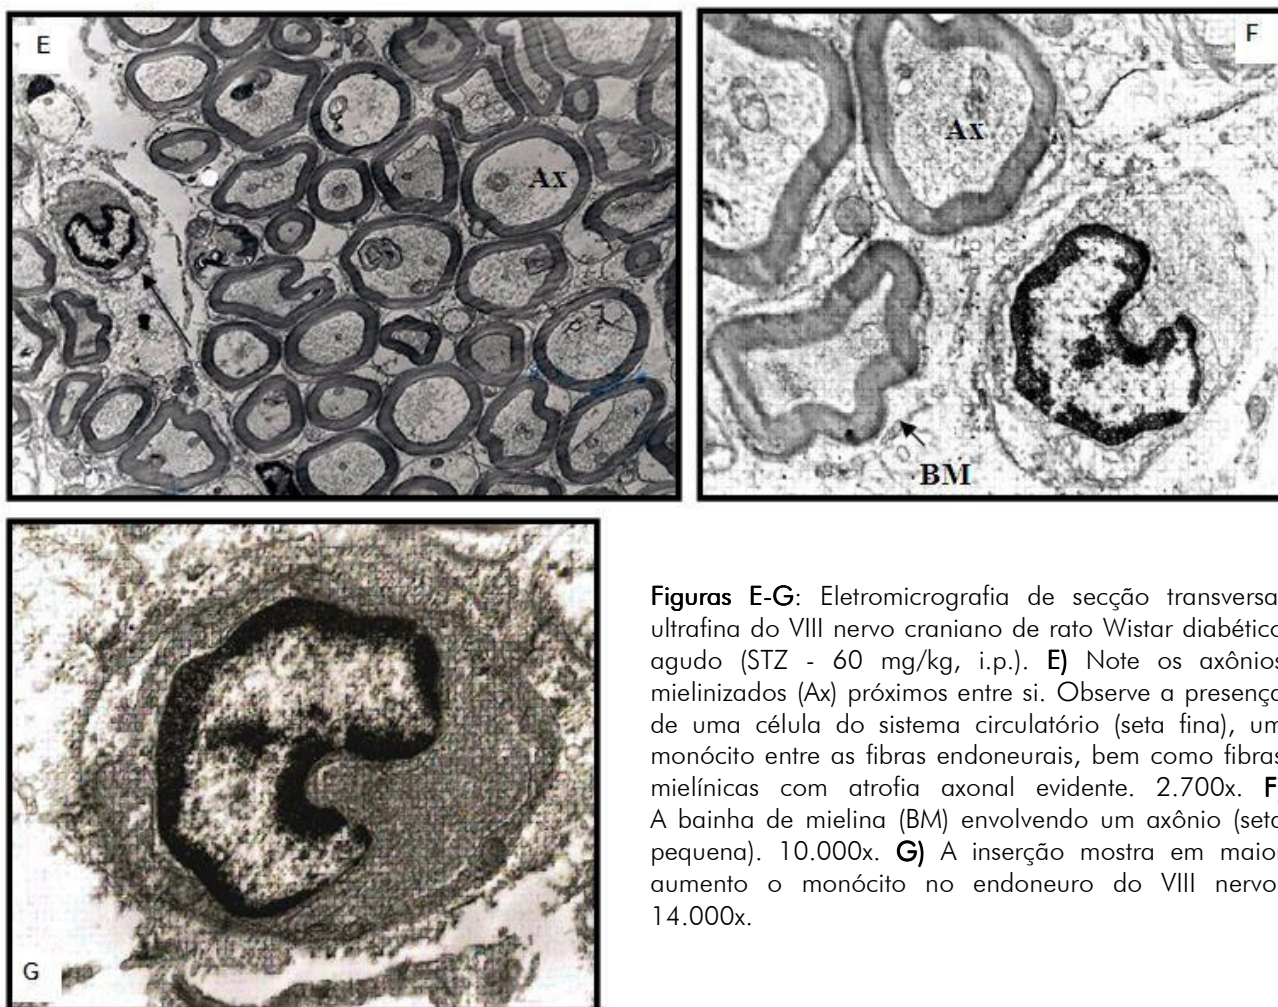 E
Ax
F
Ax
BM
G
Figuras E-G: Eletromicrografia de secção transversa
ultrafina do VIII nervo craniano de rato Wistar diabético
agudo (STZ - 60 mg/kg, i.p.). E) Note os axônios
mielinizados (Ax) próximos entre si. Observe a presença
de uma célula do sistema circulatório (seta fina), um
monócito entre as fibras endoneurais, bem como fibras
mielínicas com atrofia axonal evidente. 2.700x. F
A bainha de mielina (BM) envolvendo um axônio (seta
pequena). 10.000x. G) A inserção mostra em maior
aumento o monócito no endoneuro do VIII nervo
14.000x.